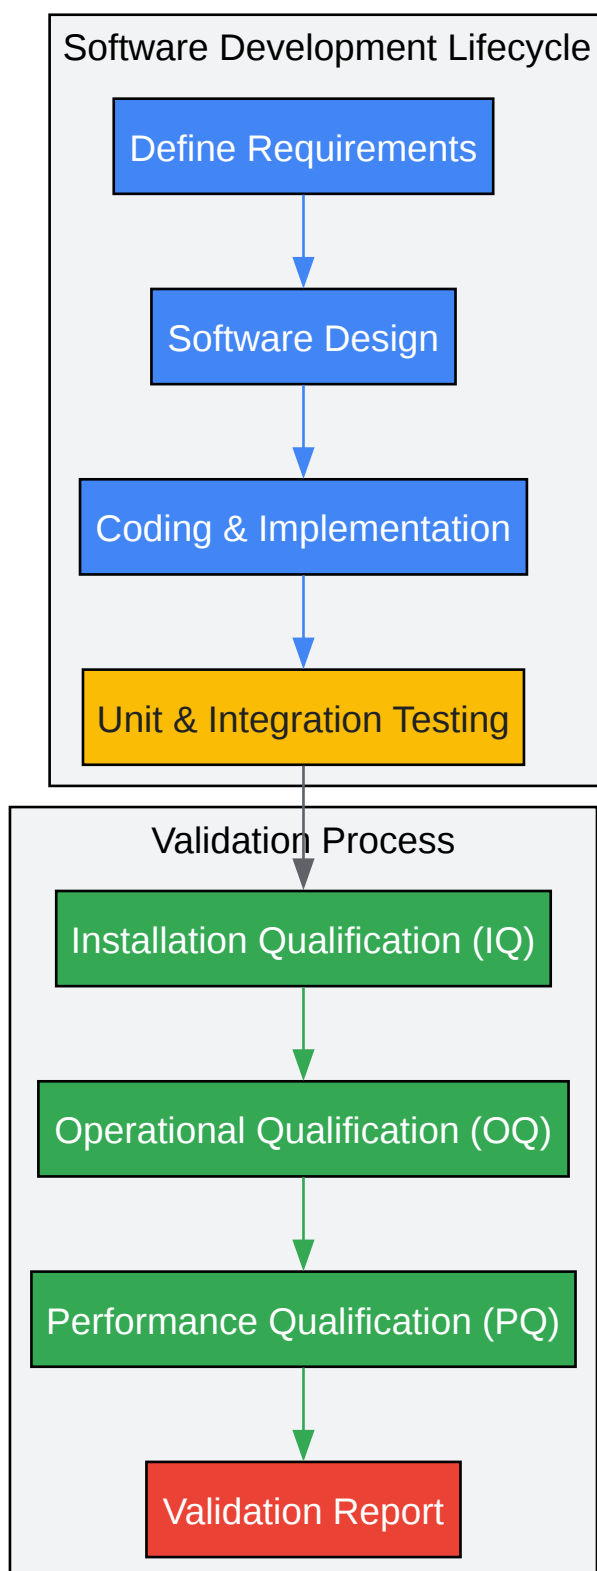 Software Development Lifecycle
Define Requirements
Software Design
Coding & Implementation
Unit & Integration Testing
Validation Process
Installation Qualification (IQ)
Operational Qualification (OQ)
Performance Qualification (PQ)
Validation Report